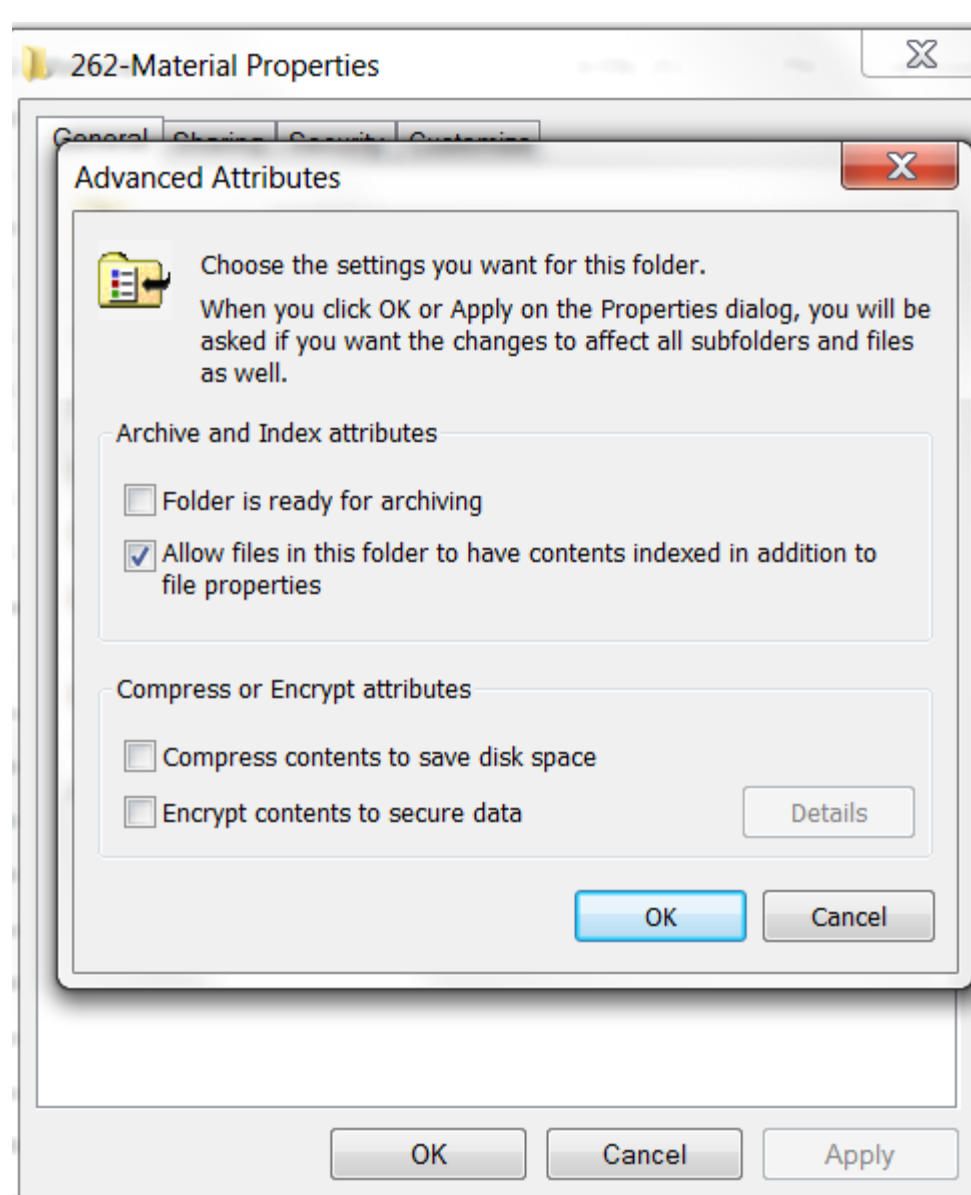 262-Material Properties
General Sharing Security Customize
Advanced Attributes
Choose the settings you want for this folder.
When you click OK or Apply on the Properties dialog, you will be
asked if you want the changes to affect all subfolders and files
as well.
Archive and Index attributes
Folder is ready for archiving
Allow files in this folder to have contents indexed in addition to
file properties
Compress or Encrypt attributes
Compress contents to save disk space
Encrypt contents to secure data
Details
OK Cancel
OK Cancel Apply